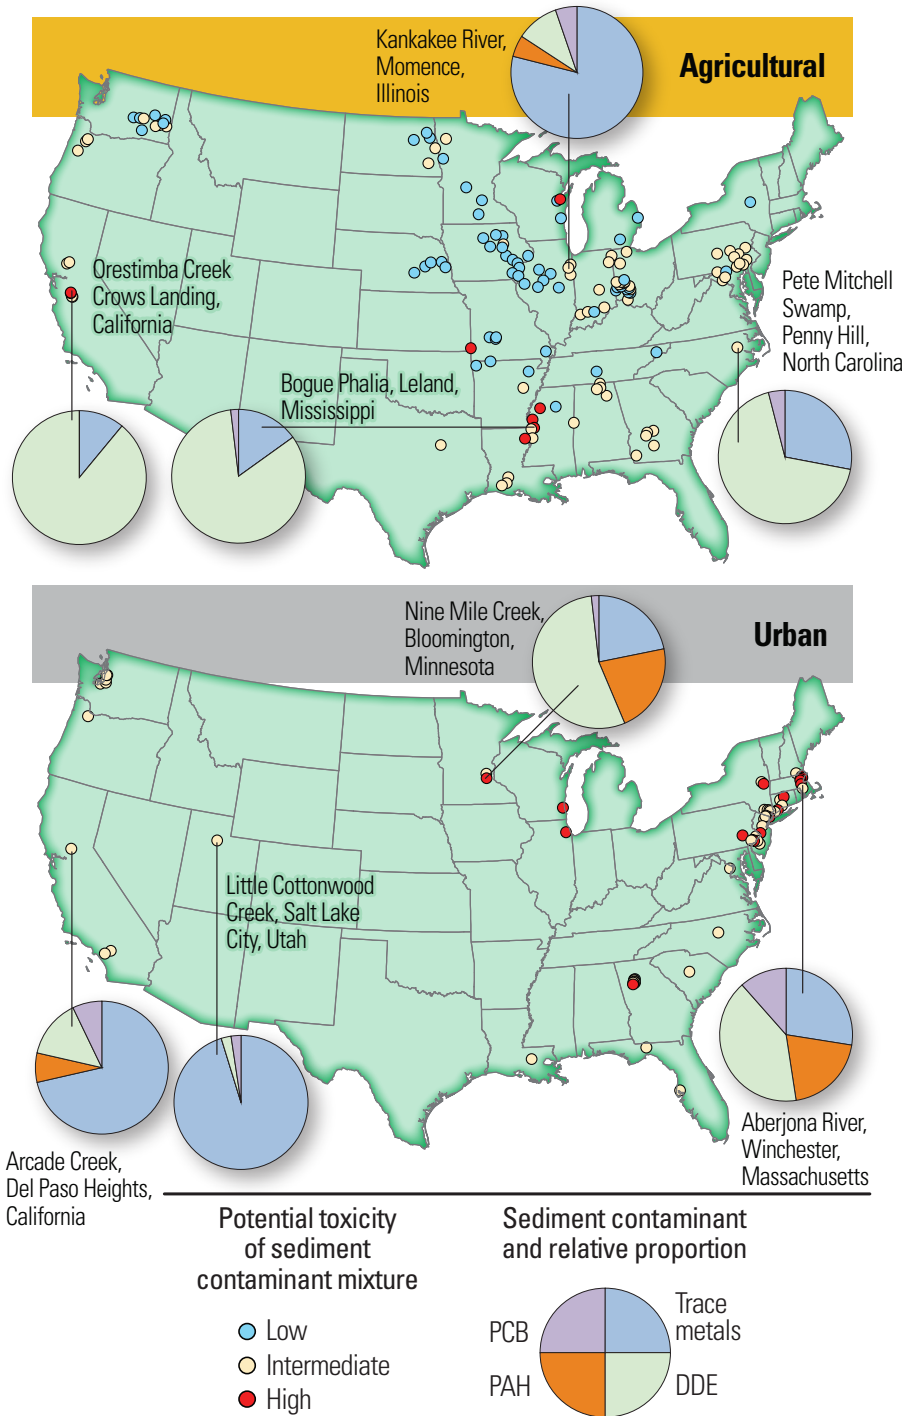 Kankakee River,
Momence,
Illinois
Agricultural
Orestimba Creek
Crows Landing,
California
Pete Mitchell
Swamp,
Penny Hill,
North Carolina
Bogue Phalia, Leland,
Mississippi
Nine Mile Creek,
Bloomington,
Minnesota
Urban
Little Cottonwood
Creek, Salt Lake
City, Utah
Arcade Creek,
Del Paso Heights,
California
Aberjona River,
Winchester,
Massachusetts
Potential toxicity
of sediment
contaminant mixture
Low
Intermediate
High
Sediment contaminant
and relative proportion
PCB
Trace
metals
PAH
DDE